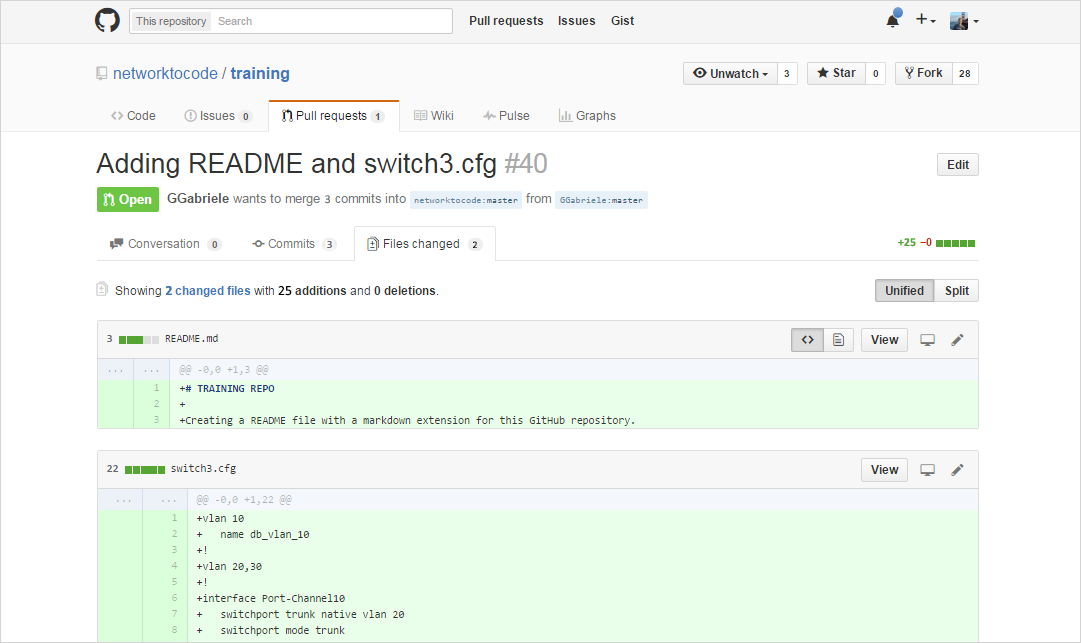 This repository Search Pull requests Issues Gist
networktocode / training Unwatch 3 Star 0 Fork 28
Code Issues 0 Pull requests 1 Wiki Pulse Graphs
Adding README and switch3.cfg #40 Edit
Open GGabriele wants to merge 3 commits into networktocode:master from GGabriele:master
Conversation 0 Commits 3 Files changed 2 +25 −0
Showing 2 changed files with 25 additions and 0 deletions. Unified Split
3 README.md View
... ... @@ -0,0 +1,3 @@
1 +# TRAINING REPO
2 +
3 +Creating a README file with a markdown extension for this GitHub repository.
22 switch3.cfg View
... ... @@ -0,0 +1,22 @@
1 +vlan 10
2 +   name db_vlan_10
3 +!
4 +vlan 20,30
5 +!
6 +interface Port-Channel10
7 +   switchport trunk native vlan 20
8 +   switchport mode trunk